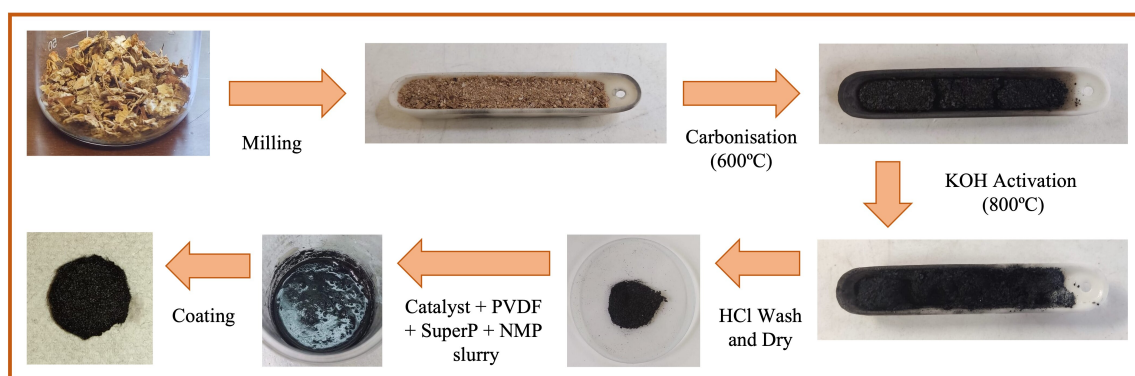 Milling
Carbonisation
(600ºC)
KOH Activation
(800ºC)
HCl Wash
and Dry
Catalyst + PVDF
+ SuperP + NMP
slurry
Coating